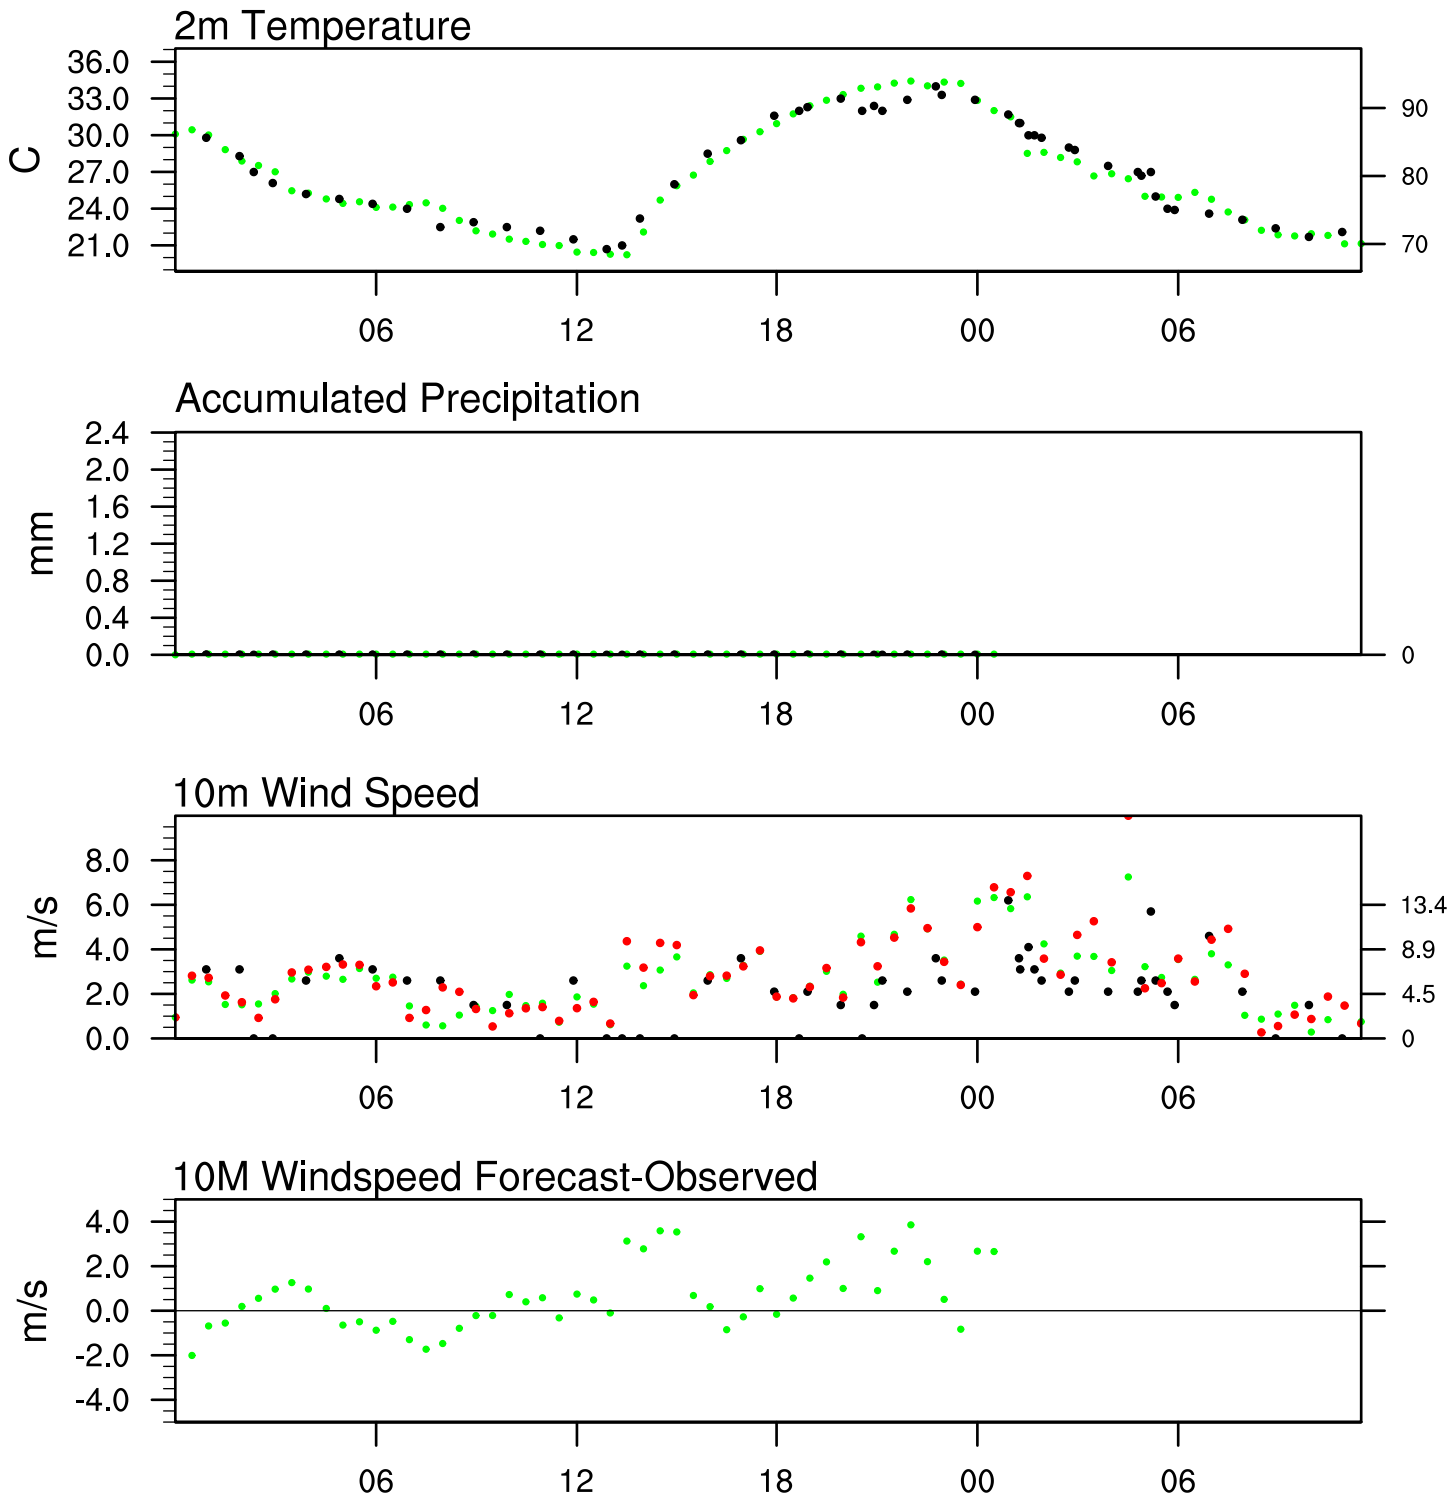 2m Temperature
36.0
33.0
90
30.0
C
27.0
80
24.0
21.0
70
06 12 18 00 06
Accumulated Precipitation
2.4
2.0
1.6
mm
1.2
0.8
0.4
0.0
0
06 12 18 00 06
10m Wind Speed
8.0
m/s
6.0
13.4
4.0
8.9
2.0
4.5
0.0
0
06 12 18 00 06
10M Windspeed Forecast-Observed
4.0
2.0
m/s
0.0
-2.0
-4.0
06 12 18 00 06